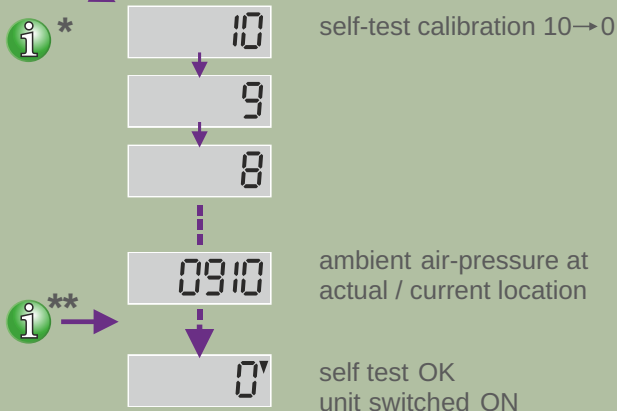 * 10 self-test calibration 10→0
9
8
0910 ambient air-pressure at
actual / current location
**
0 self test OK
unit switched ON